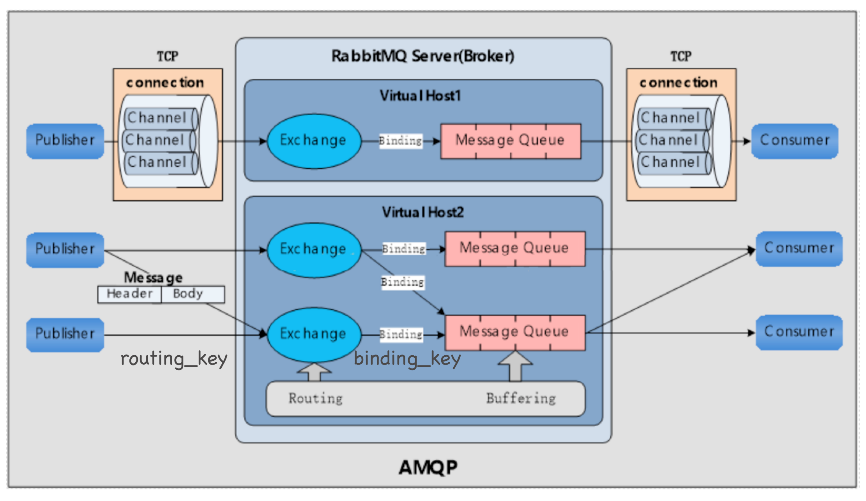 RabbitMQ Server(Broker)
TCP
connection
Channel
Channel
Channel
TCP
connection
Channel
Channel
Channel
Virtual Host1
Publisher
Exchange
Binding
Message Queue
Consumer
Virtual Host2
Publisher
Exchange
Binding
Message Queue
Consumer
Message
Header
Body
Binding
Publisher
Exchange
Binding
Message Queue
Consumer
routing_key
binding_key
Routing
Buffering
AMQP